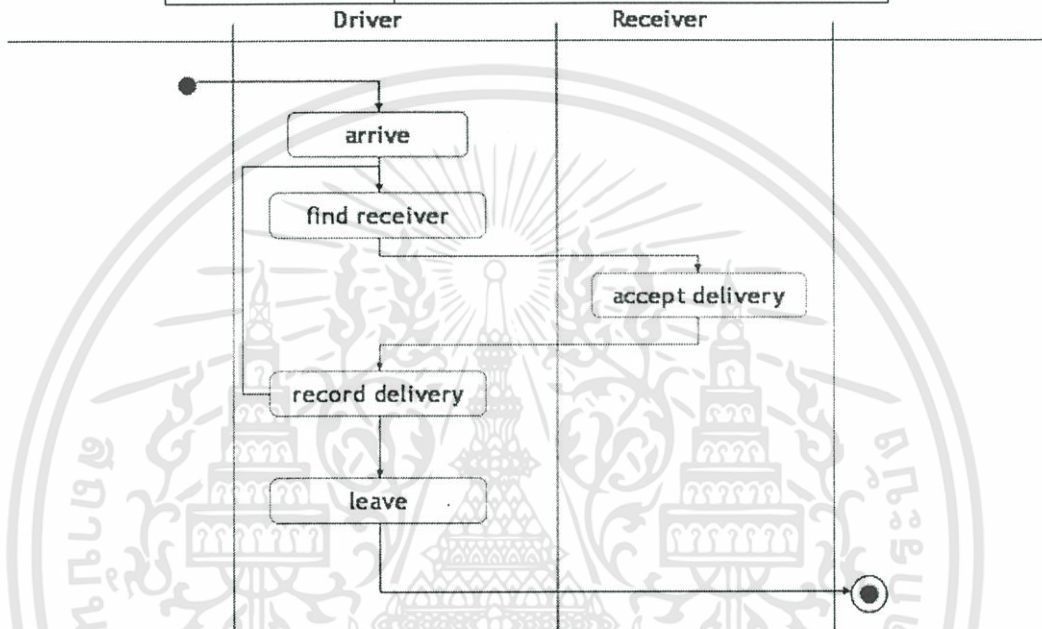 Driver Receiver
arrive
find receiver
accept delivery
record delivery
leave